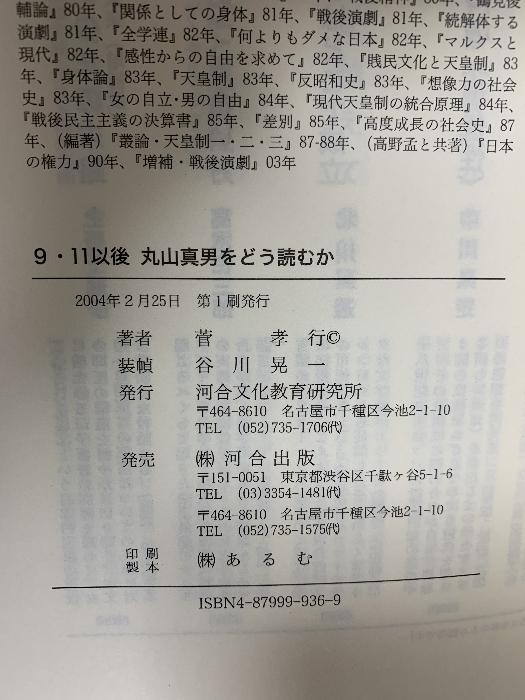 輔論』80年、『関係としての身体』81年、『戦後演劇』81年、『続解体する
演劇』81年、『全学連』82年、『何よりもダメな日本』82年、『マルクスと
現代』82年、『感性からの自由を求めて』82年、『賎民文化と天皇制』83
年、『身体論』83年、『天皇制』83年、『反昭和史』83年、『想像力の社会
史』83年、『女の自立・男の自由』84年、『現代天皇制の統合原理』84年、
『戦後民主主義の決算書』85年、『差別』85年、『高度成長の社会史』87
年、（編著）『叢論・天皇制一・二・三』87-88年、（高野孟と共著）『日本
の権力』90年、『増補・戦後演劇』03年
9・11以後 丸山真男をどう読むか
2004年2月25日 第1刷発行
著者 菅 孝行©
装幀 谷川晃一
発行 河合文化教育研究所
〒464-8610 名古屋市千種区今池2-1-10
TEL (052)735-1706㈹
発売 ㈱河合出版
〒151-0051 東京都渋谷区千駄ヶ谷5-1-6
TEL (03)3354-1481㈹
〒464-8610 名古屋市千種区今池2-1-10
TEL (052)735-1575㈹
印刷
製本 ㈱あるむ
ISBN4-87999-936-9